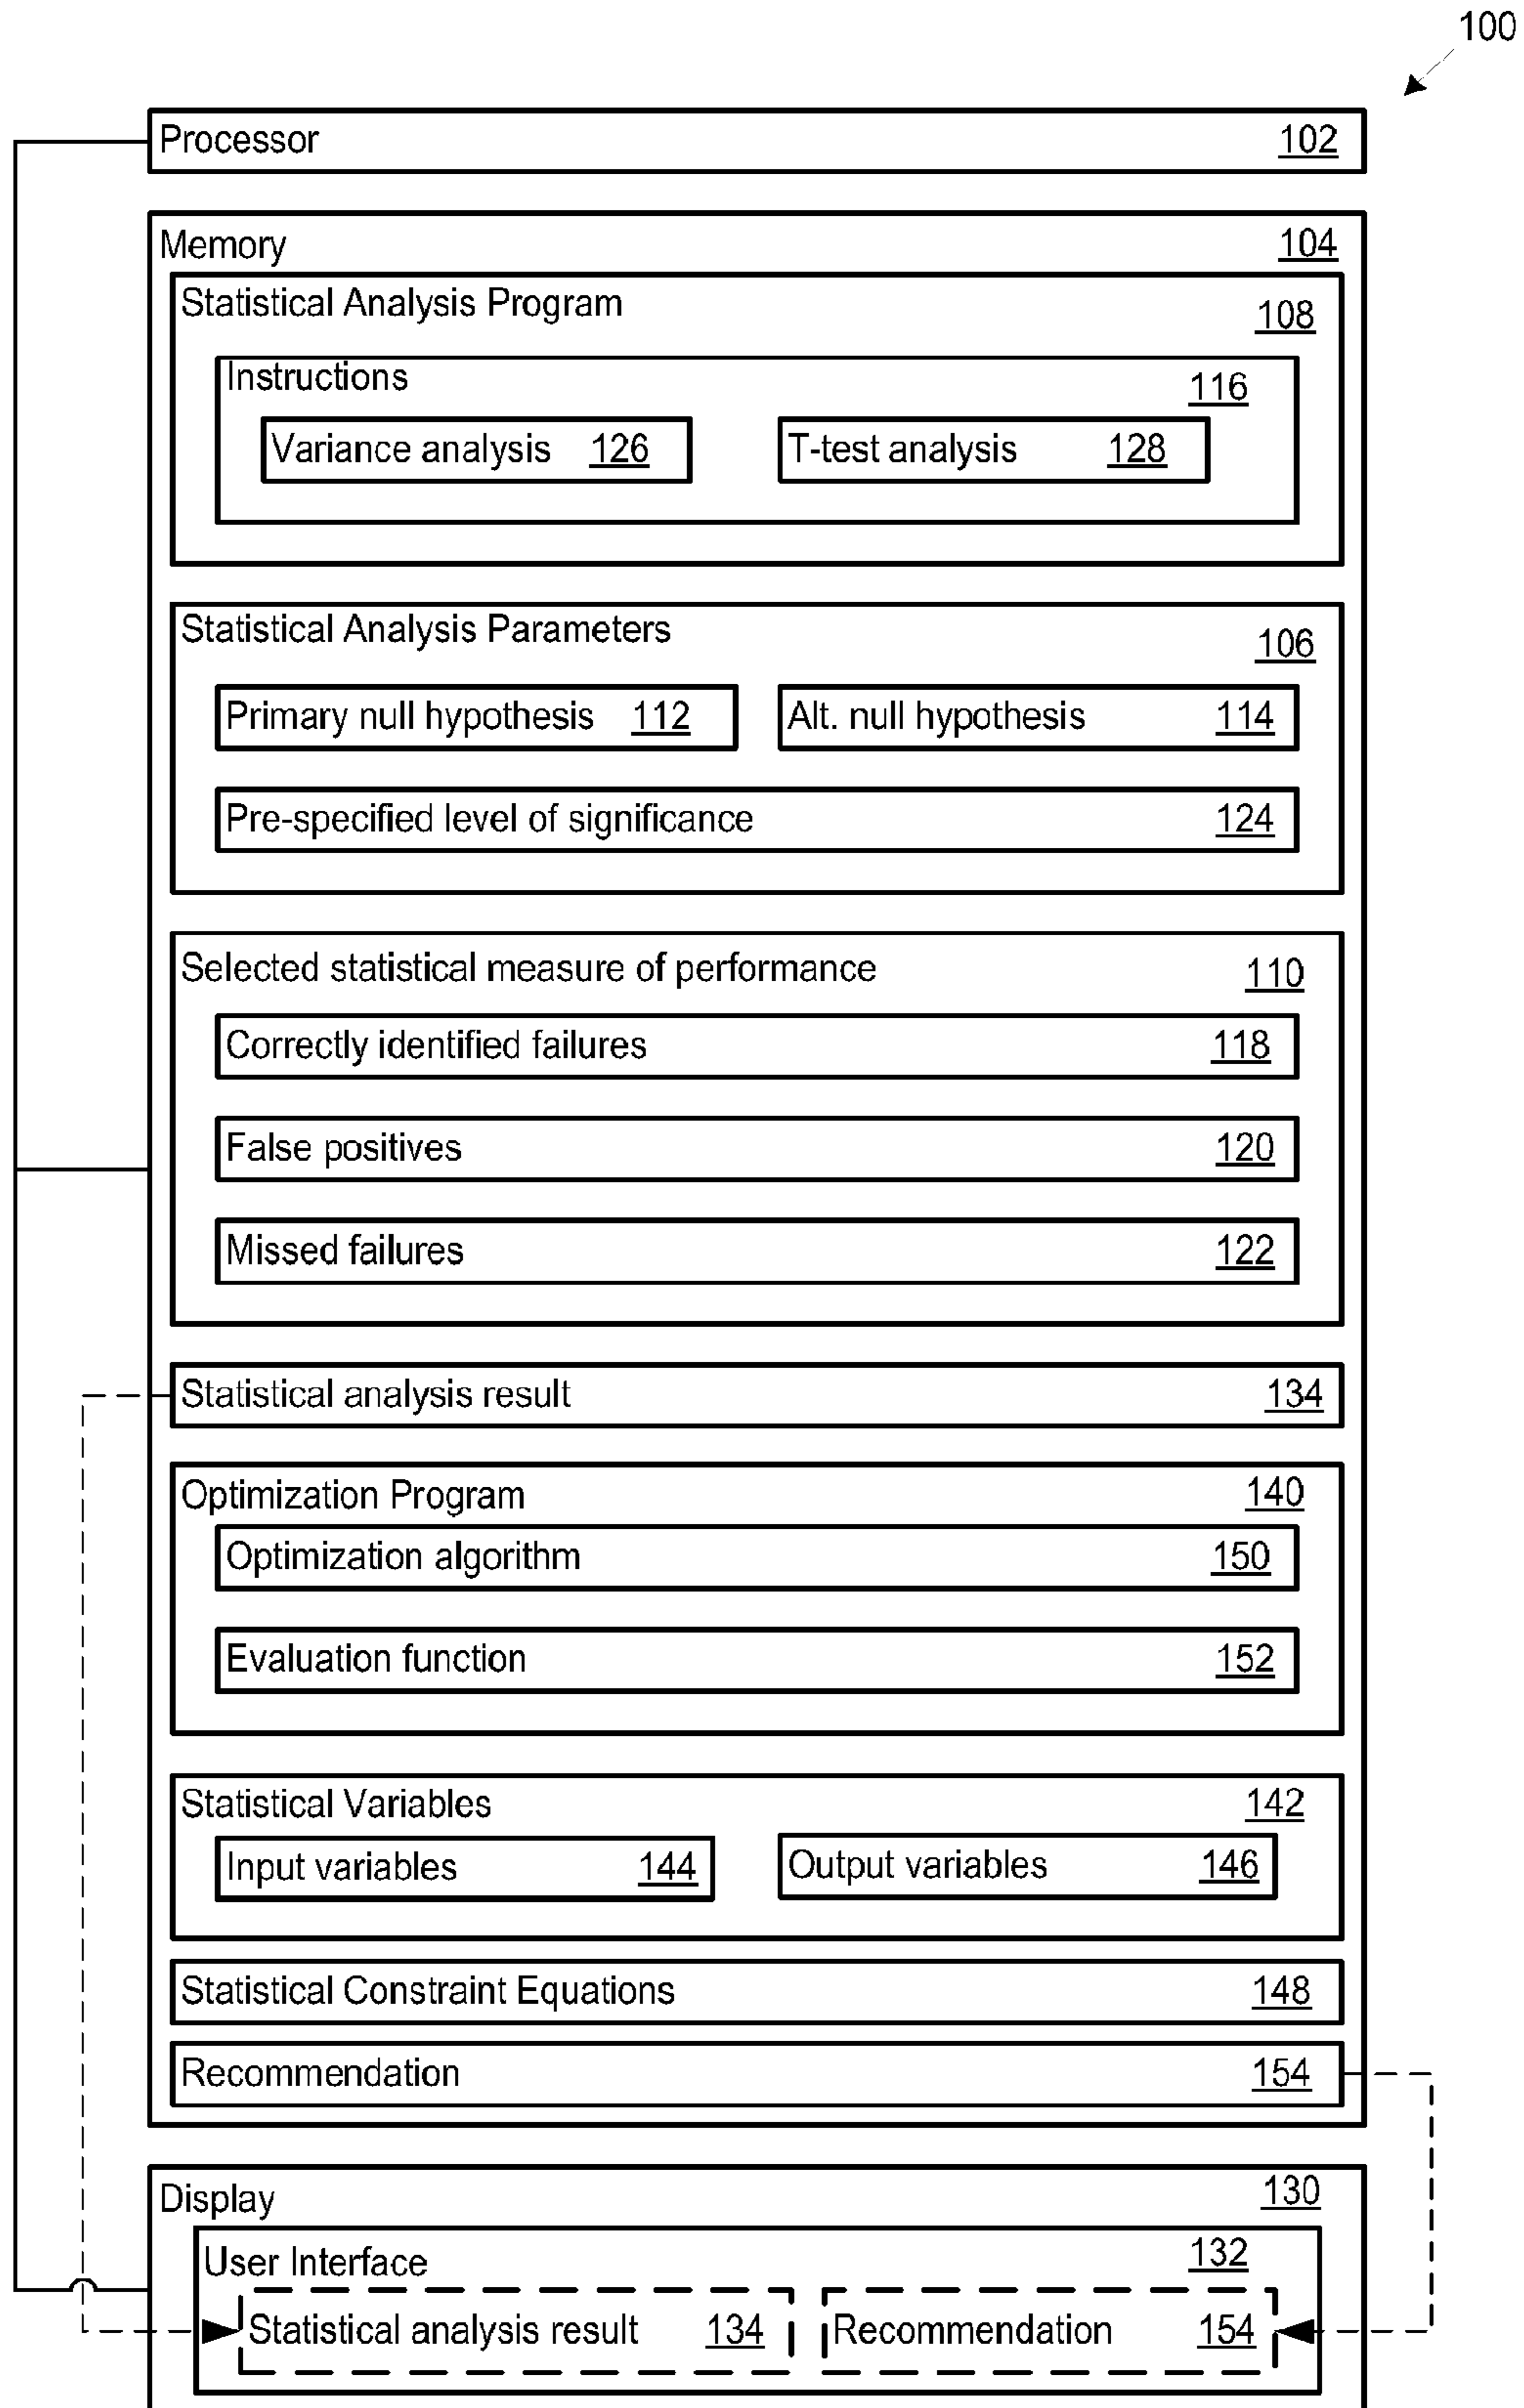 100
Processor 102
Memory 104
Statistical Analysis Program 108
Instructions 116
Variance analysis 126 T-test analysis 128
Statistical Analysis Parameters 106
Primary null hypothesis 112 Alt. null hypothesis 114
Pre-specified level of significance 124
Selected statistical measure of performance 110
Correctly identified failures 118
False positives 120
Missed failures 122
Statistical analysis result 134
Optimization Program 140
Optimization algorithm 150
Evaluation function 152
Statistical Variables 142
Input variables 144 Output variables 146
Statistical Constraint Equations 148
Recommendation 154
Display 130
User Interface 132
Statistical analysis result 134 Recommendation 154